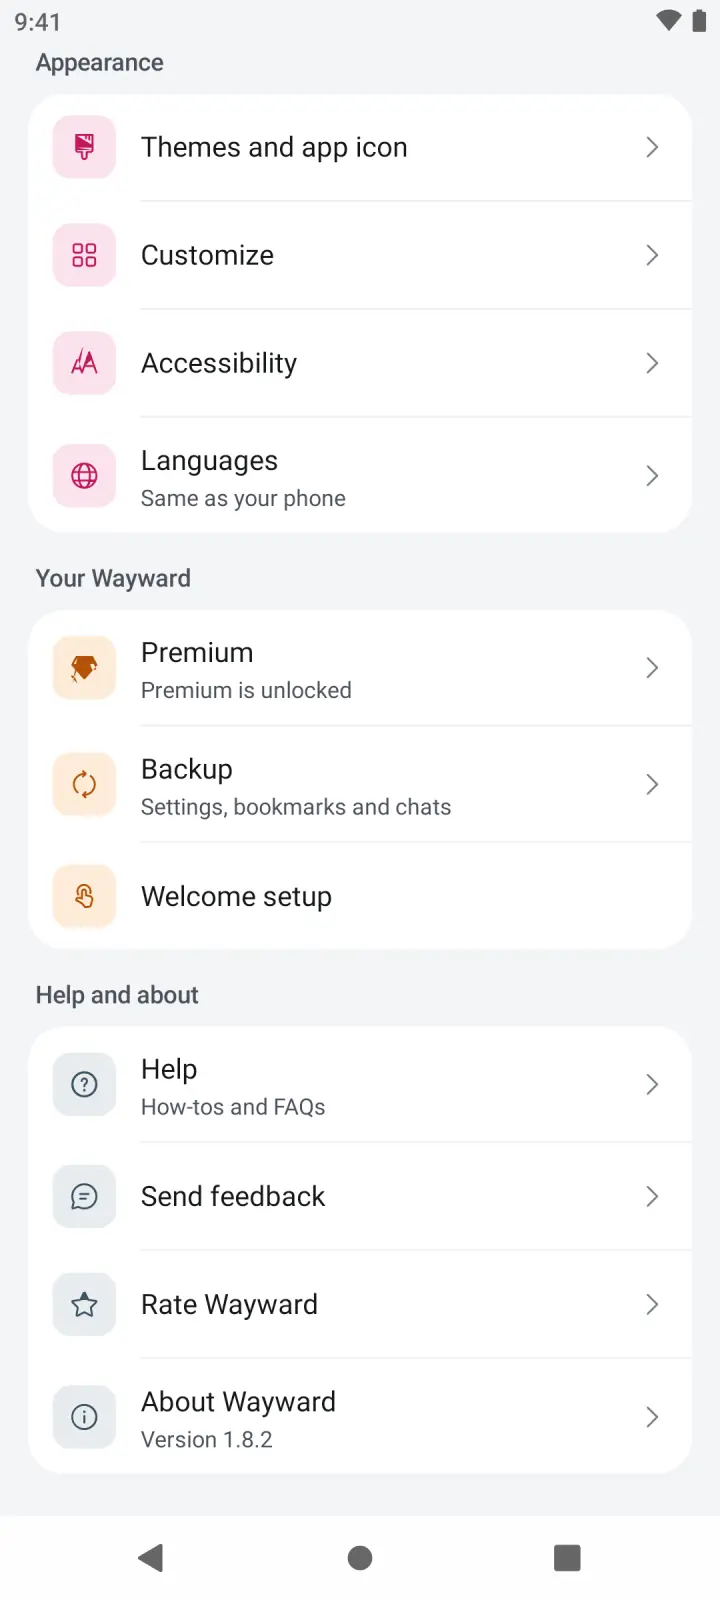 9:41
Appearance
Themes and app icon
Customize
Accessibility
Languages
Same as your phone
Your Wayward
Premium
Premium is unlocked
Backup
Settings, bookmarks and chats
Welcome setup
Help and about
Help
How-tos and FAQs
Send feedback
Rate Wayward
About Wayward
Version 1.8.2